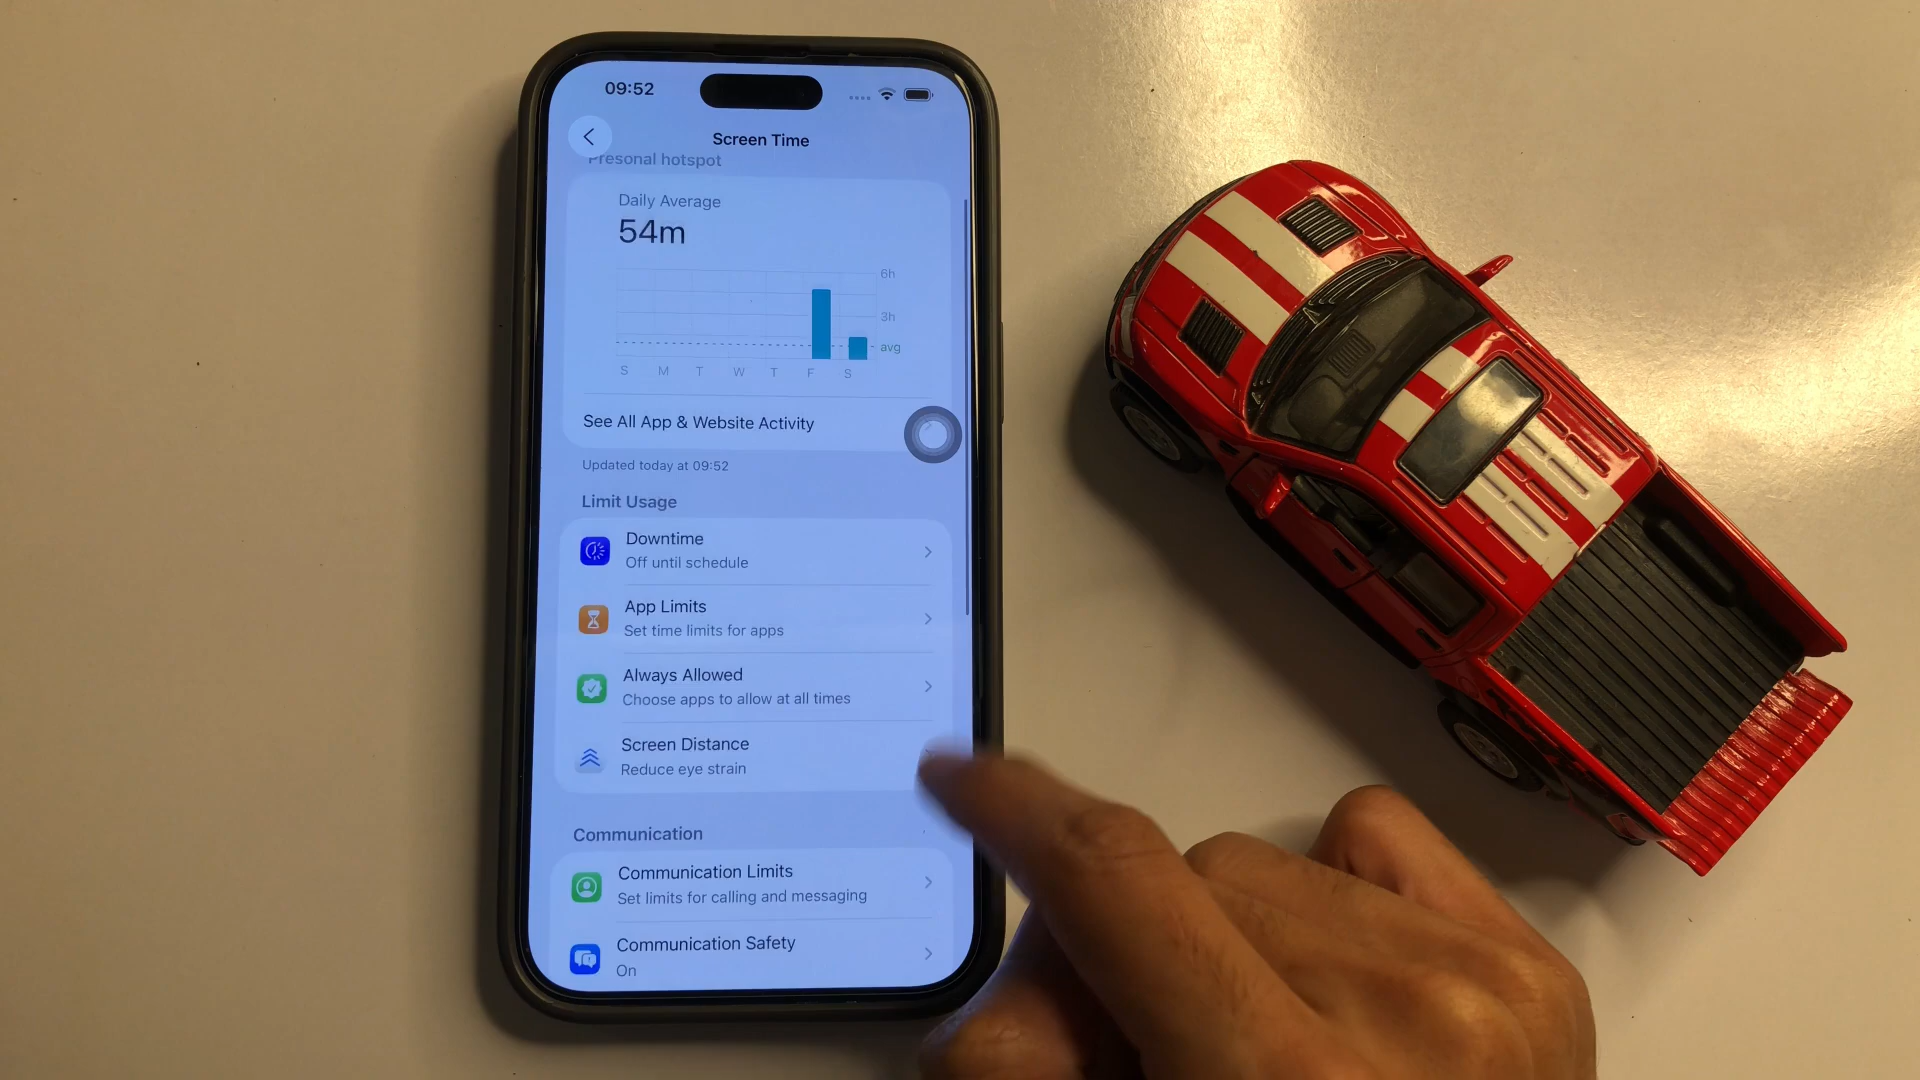 09:52
Screen Time
Presonal hotspot
Daily Average
54m
6h
3h
avg
S M T W T F S
See All App & Website Activity
Updated today at 09:52
Limit Usage
Downtime
Off until schedule
App Limits
Set time limits for apps
Always Allowed
Choose apps to allow at all times
Screen Distance
Reduce eye strain
Communication
Communication Limits
Set limits for calling and messaging
Communication Safety
On